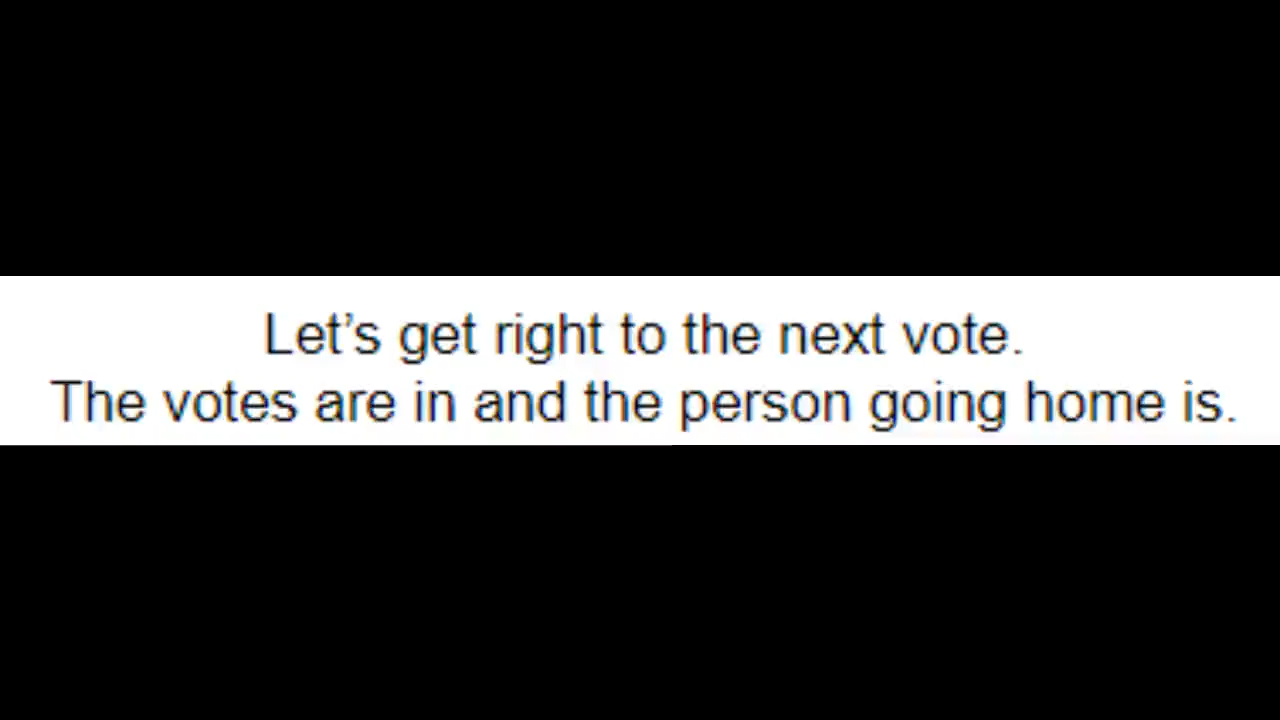 Let’s get right to the next vote.
The votes are in and the person going home is.